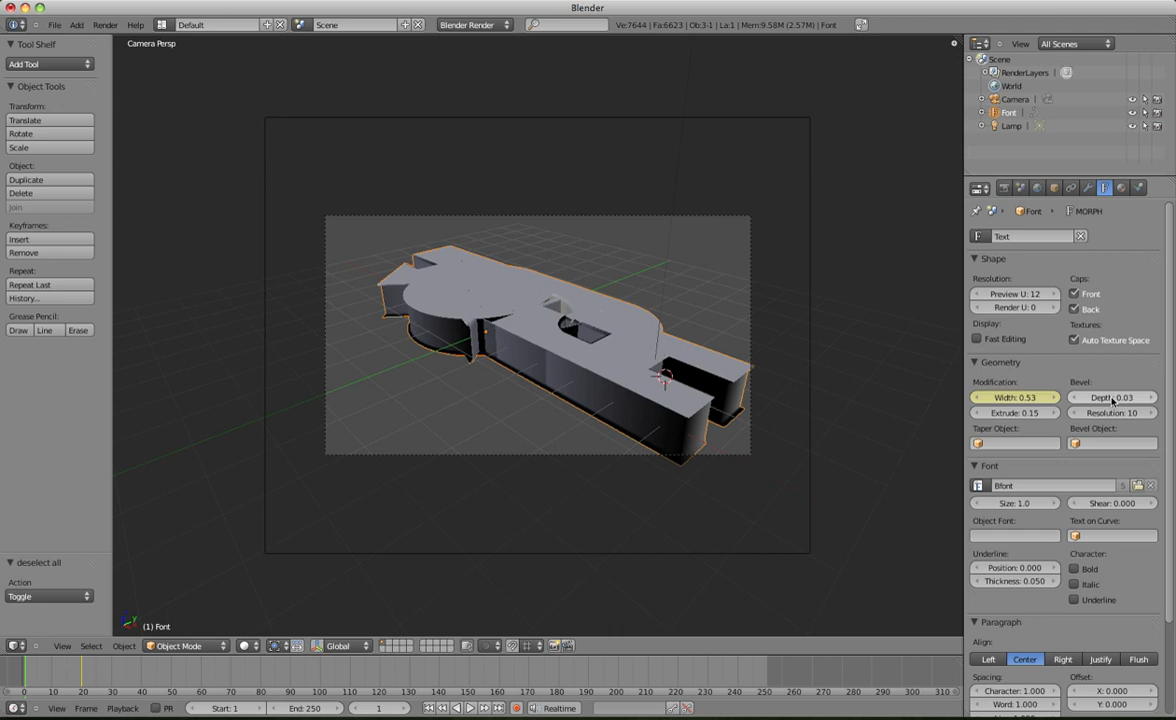 Blender
File Add Render Help Default Scene Blender Render Ve:7644 | Fa:6623 | Ob:3-1 | La:1 | Mem:9.58M (2.57M) | Font
Tool Shelf
Add Tool
Object Tools
Transform:
Translate
Rotate
Scale
Object:
Duplicate
Delete
Join
Keyframes:
Insert
Remove
Repeat:
Repeat Last
History...
Grease Pencil:
Draw Line Erase
deselect all
Action
Toggle
Camera Persp
(1) Font
View Select Object Object Mode Global
0 10 20 30 40 50 60 70 80 90 100 110 120 130 140 150 160 170 180 190 200 210 220 230 240 250 260 270 280 290 300 310
View Frame Playback PR Start: 1 End: 250 1 Realtime
View All Scenes
Scene
RenderLayers |
World
Camera |
Font |
Lamp |
Font MORPH
F Text
Shape
Resolution: Caps:
Preview U: 12 Front
Render U: 0 Back
Display: Textures:
Fast Editing Auto Texture Space
Geometry
Modification: Bevel:
Width: 0.53 Depth: 0.03
Extrude: 0.15 Resolution: 10
Taper Object: Bevel Object:
Font
Bfont 5
Size: 1.0 Shear: 0.000
Object Font: Text on Curve:
Underline: Character:
Position: 0.000 Bold
Thickness: 0.050 Italic
Underline
Paragraph
Align:
Left Center Right Justify Flush
Spacing: Offset:
Character: 1.000 X: 0.000
Word: 1.000 Y: 0.000